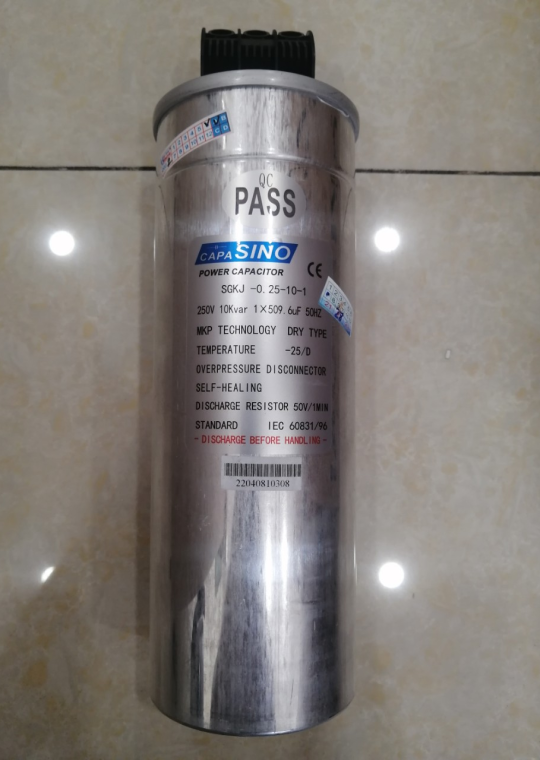 QC
PASS
CAPASINO
POWER CAPACITOR
CE
SGKJ -0.25-10-1
250V 10Kvar 1×509.6uF 50HZ
MKP TECHNOLOGY DRY TYPE
TEMPERATURE -25/D
OVERPRESSURE DISCONNECTOR
SELF-HEALING
DISCHARGE RESISTOR 50V/1MIN
STANDARD IEC 60831/96
- DISCHARGE BEFORE HANDLING -
22040810308